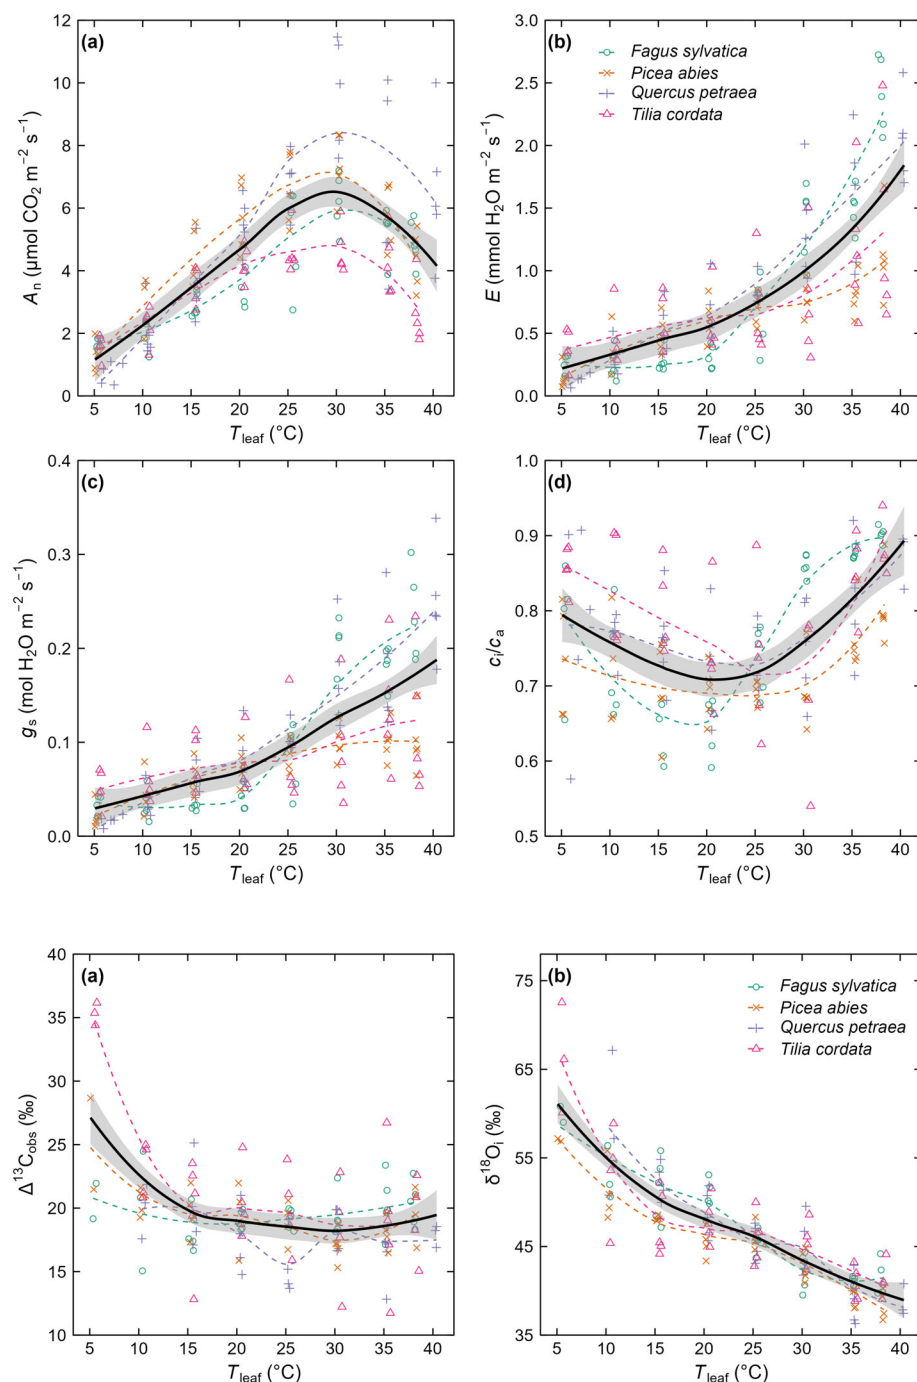 (a)
12
10
8
6
4
2
0
Aₙ (µmol CO₂ m⁻² s⁻¹)
5 10 15 20 25 30 35 40
T_leaf (°C)
(b)
Fagus sylvatica
Picea abies
Quercus petraea
Tilia cordata
3.0
2.5
2.0
1.5
1.0
0.5
0.0
E (mmol H₂O m⁻² s⁻¹)
5 10 15 20 25 30 35 40
T_leaf (°C)
(c)
0.4
0.3
0.2
0.1
0.0
gₛ (mol H₂O m⁻² s⁻¹)
5 10 15 20 25 30 35 40
T_leaf (°C)
(d)
1.0
0.9
0.8
0.7
0.6
0.5
cᵢ/cₐ
5 10 15 20 25 30 35 40
T_leaf (°C)
(a)
40
35
30
25
20
15
10
Δ¹³C_obs (‰)
5 10 15 20 25 30 35 40
T_leaf (°C)
(b)
Fagus sylvatica
Picea abies
Quercus petraea
Tilia cordata
75
65
55
45
35
δ¹⁸Oᵢ (‰)
5 10 15 20 25 30 35 40
T_leaf (°C)